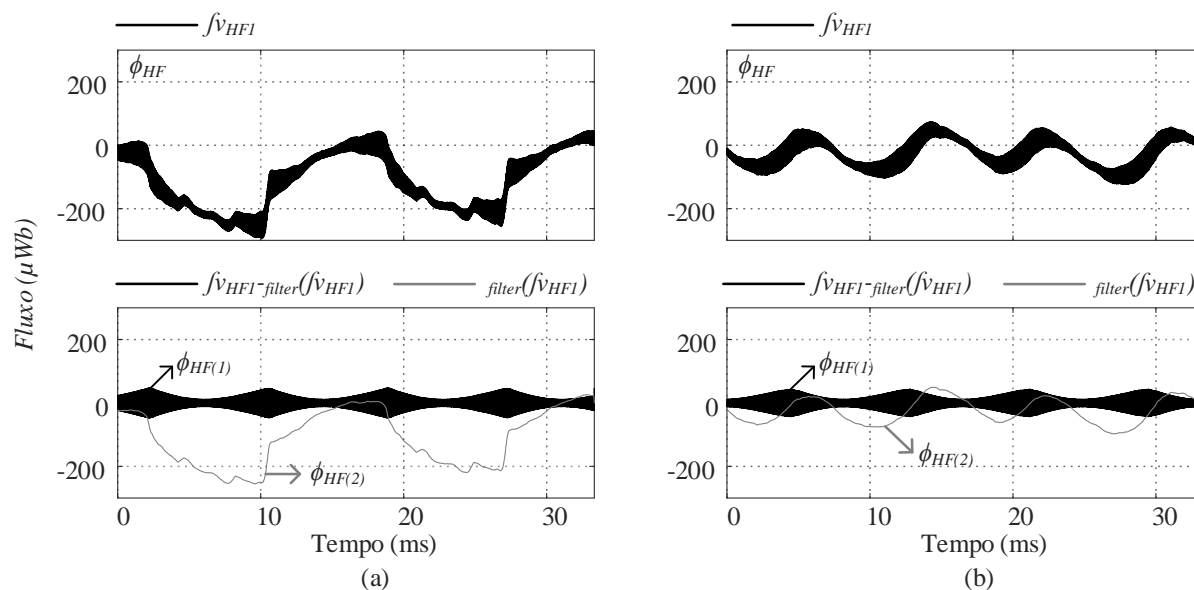 ∫v_HF1
ϕ_HF
200
0
-200
∫v_HF1-filter(∫v_HF1)
filter(∫v_HF1)
200
ϕ_HF(1)
0
-200
ϕ_HF(2)
0 10 20 30
Tempo (ms)
(a)
Fluxo (µWb)
∫v_HF1
ϕ_HF
200
0
-200
∫v_HF1-filter(∫v_HF1)
filter(∫v_HF1)
200
ϕ_HF(1)
0
-200
ϕ_HF(2)
0 10 20 30
Tempo (ms)
(b)